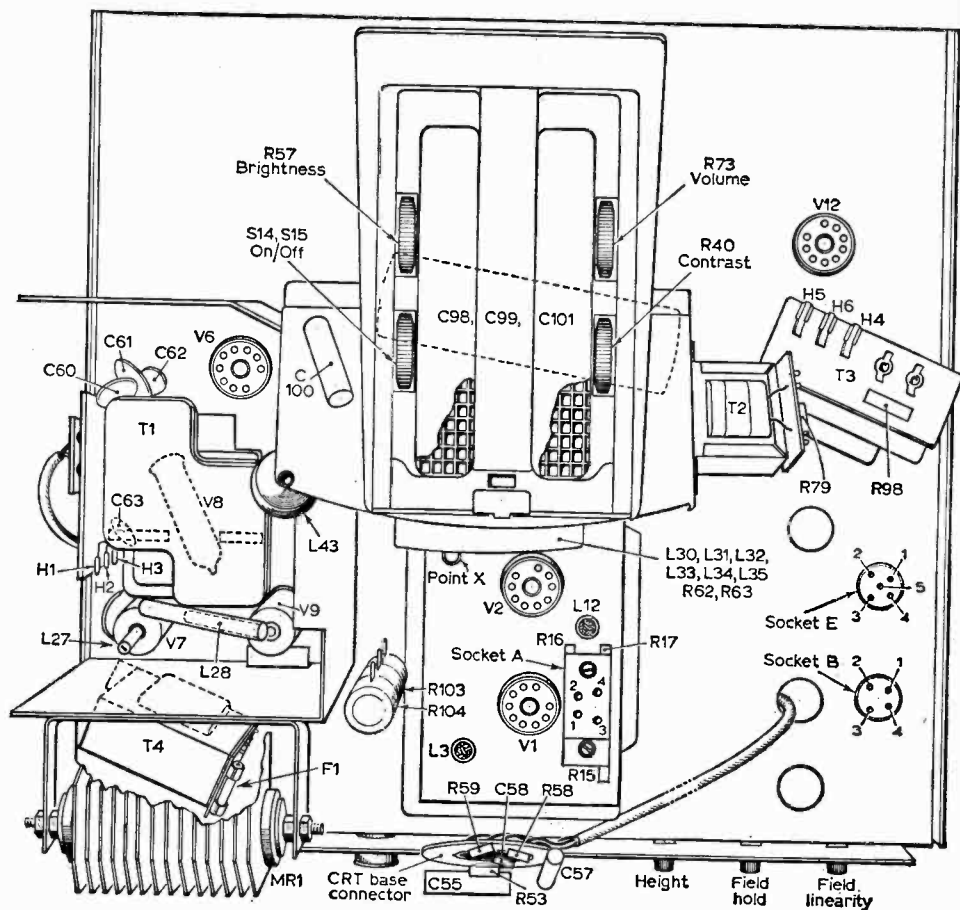 R57
Brightness
R73
Volume
V12
S14, S15
On/Off
R40
Contrast
H5
H6
H4
C61
C62
V6
C60
C98, C99, C101
C
100
T3
T1
T2
V8
C63
R79
R98
L43
H1
H2
H3
Point X
L30, L31, L32,
L33, L34, L35
R62, R63
2
1
S
3
4
Socket E
V9
V2
L12
L27
V7
L28
R16
R17
Socket A
Socket B
2
1
3
4
2
4
1
3
R103
R104
V1
L3
R15
T4
F1
R59
C58
R58
MR1
CRT base
connector
C55
R53
C57
Height
Field
hold
Field
linearity